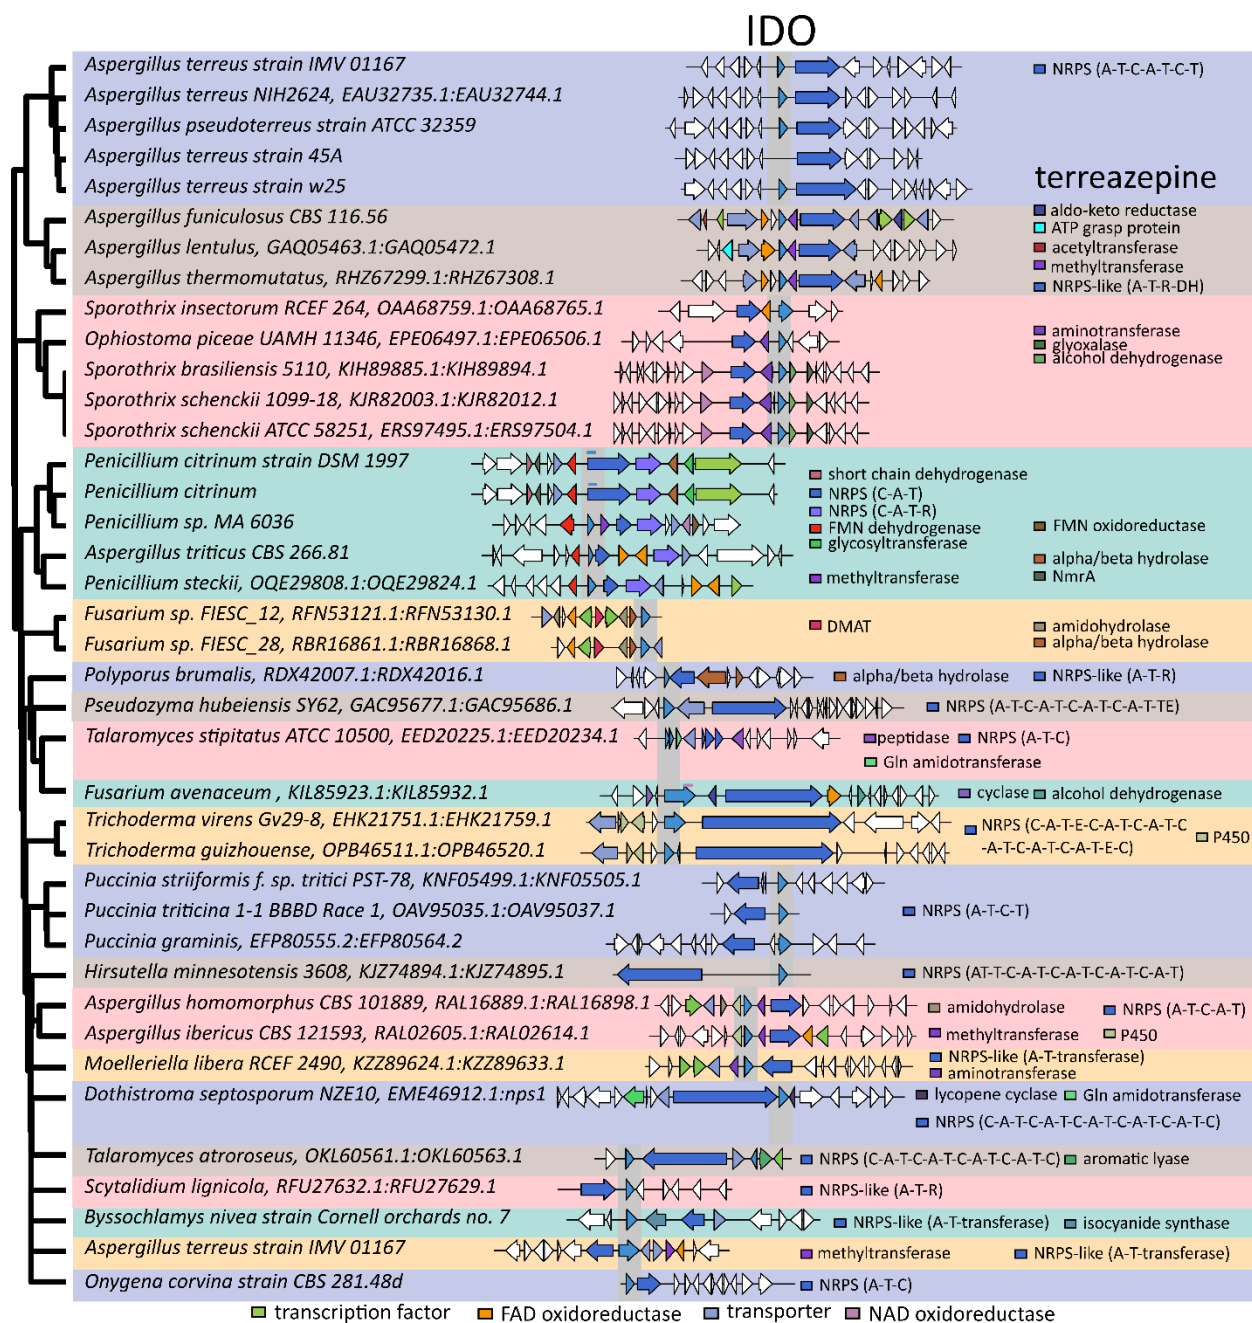 IDO
Aspergillus terreus strain IMV 01167
NRPS (A-T-C-A-T-C-T)
Aspergillus terreus NIH2624, EAU32735.1:EAU32744.1
Aspergillus pseudoterreus strain ATCC 32359
Aspergillus terreus strain 45A
Aspergillus terreus strain w25
terreazepine
Aspergillus funiculosus CBS 116.56
aldo-keto reductase
ATP grasp protein
Aspergillus lentulus, GAQ05463.1:GAQ05472.1
acetyltransferase
methyltransferase
Aspergillus thermomutatus, RHZ67299.1:RHZ67308.1
NRPS-like (A-T-R-DH)
Sporothrix insectorum RCEF 264, OAA68759.1:OAA68765.1
Ophiostoma piceae UAMH 11346, EPE06497.1:EPE06506.1
aminotransferase
glyoxalase
alcohol dehydrogenase
Sporothrix brasiliensis 5110, KIH89885.1:KIH89894.1
Sporothrix schenckii 1099-18, KJR82003.1:KJR82012.1
Sporothrix schenckii ATCC 58251, ERS97495.1:ERS97504.1
Penicillium citrinum strain DSM 1997
short chain dehydrogenase
Penicillium citrinum
NRPS (C-A-T)
NRPS (C-A-T-R)
Penicillium sp. MA 6036
FMN dehydrogenase
FMN oxidoreductase
glycosyltransferase
Aspergillus triticus CBS 266.81
alpha/beta hydrolase
Penicillium steckii, OQE29808.1:OQE29824.1
methyltransferase
NmrA
Fusarium sp. FIESC_12, RFN53121.1:RFN53130.1
DMAT
amidohydrolase
Fusarium sp. FIESC_28, RBR16861.1:RBR16868.1
alpha/beta hydrolase
Polyporus brumalis, RDX42007.1:RDX42016.1
alpha/beta hydrolase
NRPS-like (A-T-R)
Pseudozyma hubeiensis SY62, GAC95677.1:GAC95686.1
NRPS (A-T-C-A-T-C-A-T-C-A-T-TE)
Talaromyces stipitatus ATCC 10500, EED20225.1:EED20234.1
peptidase
NRPS (A-T-C)
Gln amidotransferase
Fusarium avenaceum , KIL85923.1:KIL85932.1
cyclase
alcohol dehydrogenase
Trichoderma virens Gv29-8, EHK21751.1:EHK21759.1
NRPS (C-A-T-E-C-A-T-C-A-T-C
-A-T-C-A-T-C-A-T-E-C)
P450
Trichoderma guizhouense, OPB46511.1:OPB46520.1
Puccinia striiformis f. sp. tritici PST-78, KNF05499.1:KNF05505.1
Puccinia triticina 1-1 BBBD Race 1, OAV95035.1:OAV95037.1
NRPS (A-T-C-T)
Puccinia graminis, EFP80555.2:EFP80564.2
Hirsutella minnesotensis 3608, KJZ74894.1:KJZ74895.1
NRPS (AT-T-C-A-T-C-A-T-C-A-T-C-A-T)
Aspergillus homomorphus CBS 101889, RAL16889.1:RAL16898.1
amidohydrolase
NRPS (A-T-C-A-T)
Aspergillus ibericus CBS 121593, RAL02605.1:RAL02614.1
methyltransferase
P450
Moelleriella libera RCEF 2490, KZZ89624.1:KZZ89633.1
NRPS-like (A-T-transferase)
aminotransferase
Dothistroma septosporum NZE10, EME46912.1:nps1
lycopene cyclase
Gln amidotransferase
NRPS (C-A-T-C-A-T-C-A-T-C-A-T-C-A-T-C)
Talaromyces atroroseus, OKL60561.1:OKL60563.1
NRPS (C-A-T-C-A-T-C-A-T-C-A-T-C)
aromatic lyase
Scytalidium lignicola, RFU27632.1:RFU27629.1
NRPS-like (A-T-R)
Byssochlamys nivea strain Cornell orchards no. 7
NRPS-like (A-T-transferase)
isocyanide synthase
Aspergillus terreus strain IMV 01167
methyltransferase
NRPS-like (A-T-transferase)
Onygena corvina strain CBS 281.48d
NRPS (A-T-C)
transcription factor
FAD oxidoreductase
transporter
NAD oxidoreductase